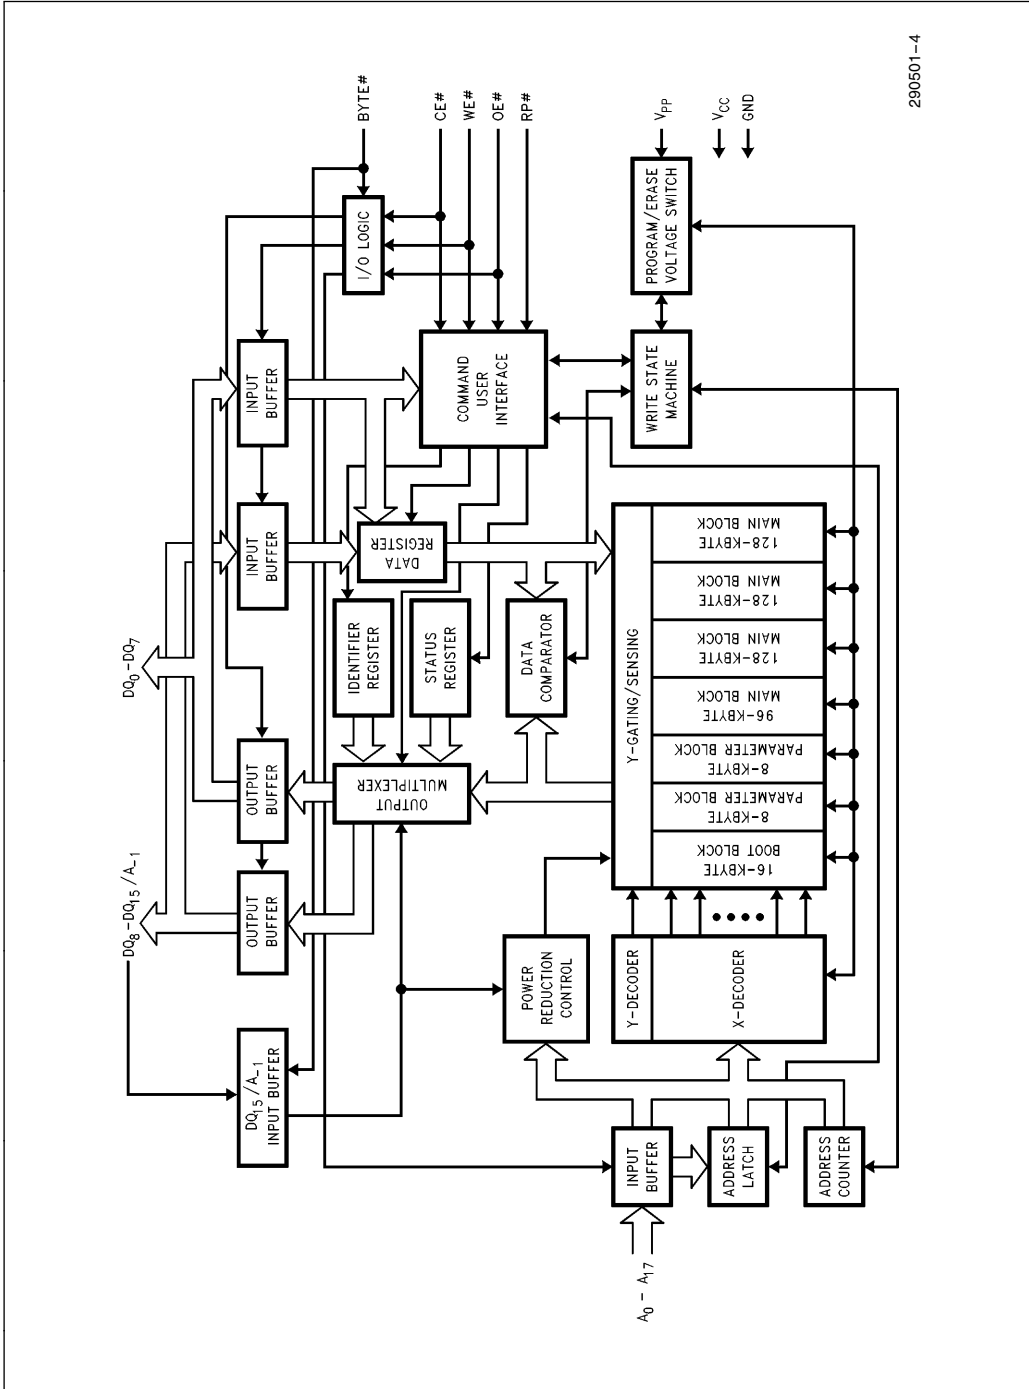 DQ8-DQ15/A-1
DQ0-DQ7
DQ15/A-1
INPUT BUFFER
OUTPUT
BUFFER
OUTPUT
BUFFER
INPUT
BUFFER
INPUT
BUFFER
I/O LOGIC
BYTE#
CE#
WE#
OE#
RP#
OUTPUT
MULTIPLEXER
IDENTIFIER
REGISTER
STATUS
REGISTER
DATA
REGISTER
COMMAND
USER
INTERFACE
POWER
REDUCTION
CONTROL
DATA
COMPARATOR
A0 - A17
INPUT
BUFFER
ADDRESS
LATCH
ADDRESS
COUNTER
Y-DECODER
X-DECODER
Y-GATING/SENSING
16-KBYTE
BOOT BLOCK
8-KBYTE
PARAMETER BLOCK
8-KBYTE
PARAMETER BLOCK
96-KBYTE
MAIN BLOCK
128-KBYTE
MAIN BLOCK
128-KBYTE
MAIN BLOCK
128-KBYTE
MAIN BLOCK
WRITE STATE
MACHINE
PROGRAM/ERASE
VOLTAGE SWITCH
VPP
VCC
GND
290501-4